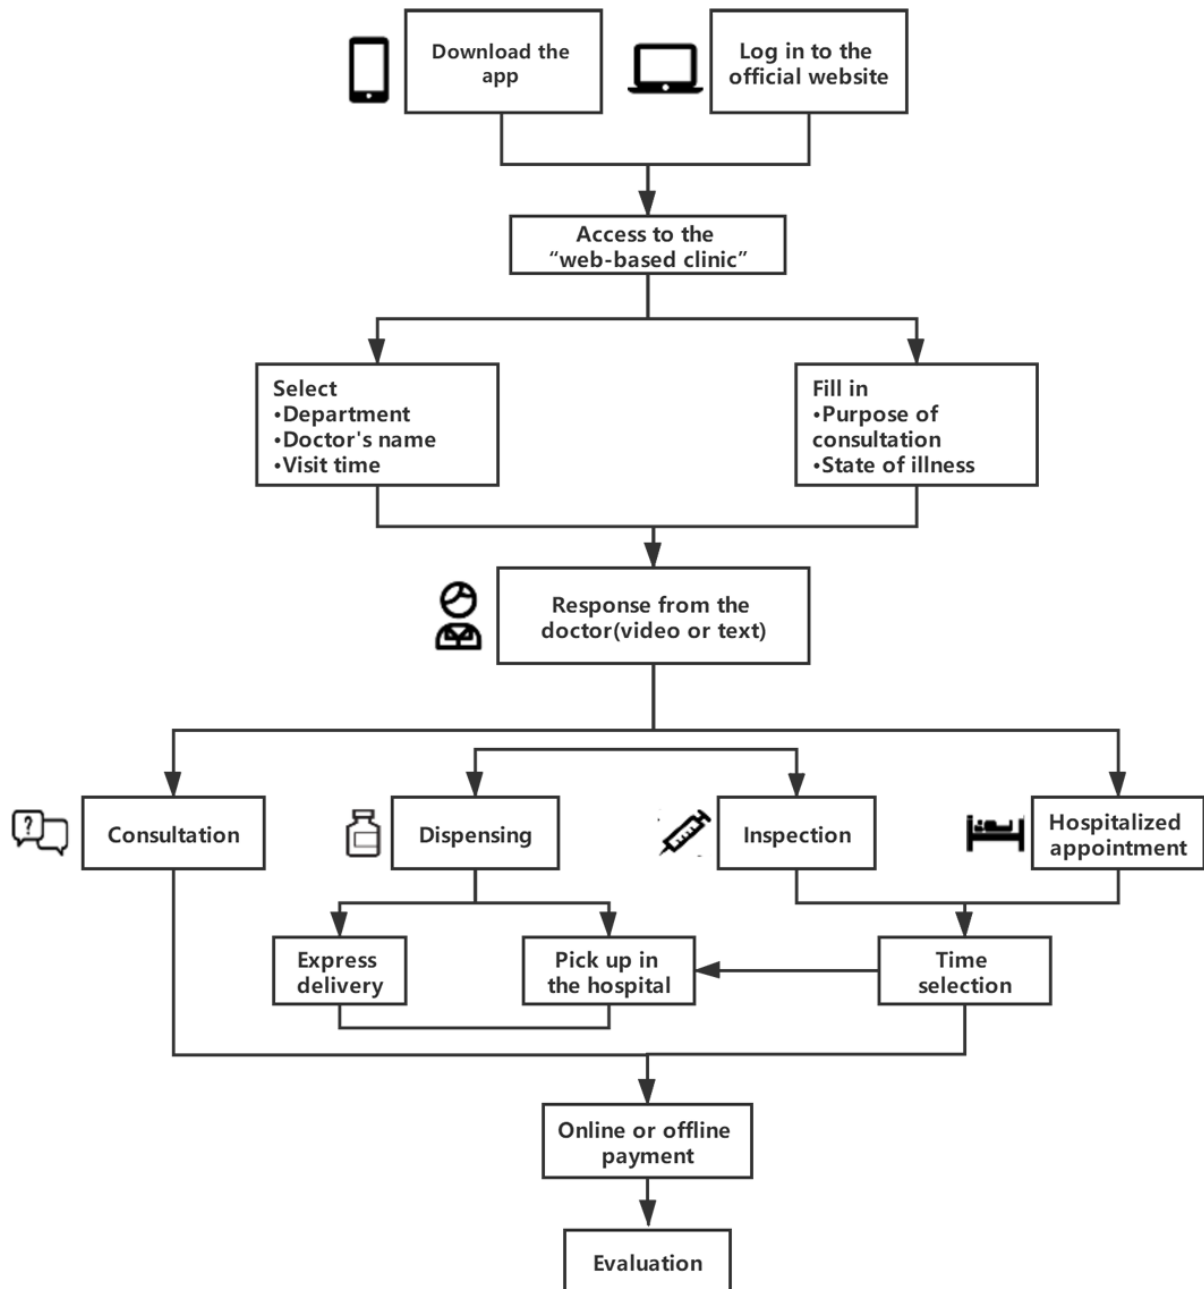 Download the
app
Log in to the
official website
Access to the
“web-based clinic”
Select
•Department
•Doctor's name
•Visit time
Fill in
•Purpose of
consultation
•State of illness
Response from the
doctor(video or text)
?
Consultation
Dispensing
Inspection
Hospitalized
appointment
Express
delivery
Pick up in
the hospital
Time
selection
Online or offline
payment
Evaluation